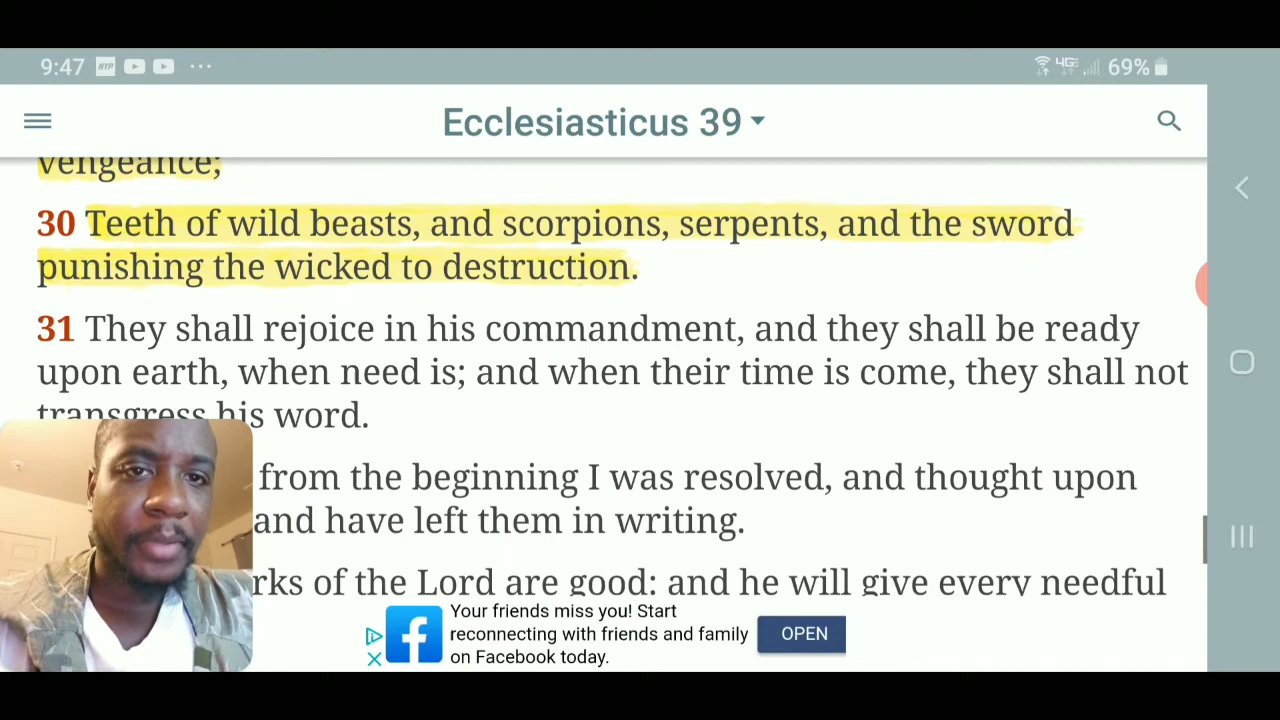 9:47 NYP ... 4GE 69%
Ecclesiasticus 39
vengeance;
30 Teeth of wild beasts, and scorpions, serpents, and the sword
punishing the wicked to destruction.
31 They shall rejoice in his commandment, and they shall be ready
upon earth, when need is; and when their time is come, they shall not
transgress his word.
from the beginning I was resolved, and thought upon
and have left them in writing.
rks of the Lord are good: and he will give every needful
Your friends miss you! Start
reconnecting with friends and family
on Facebook today.
OPEN